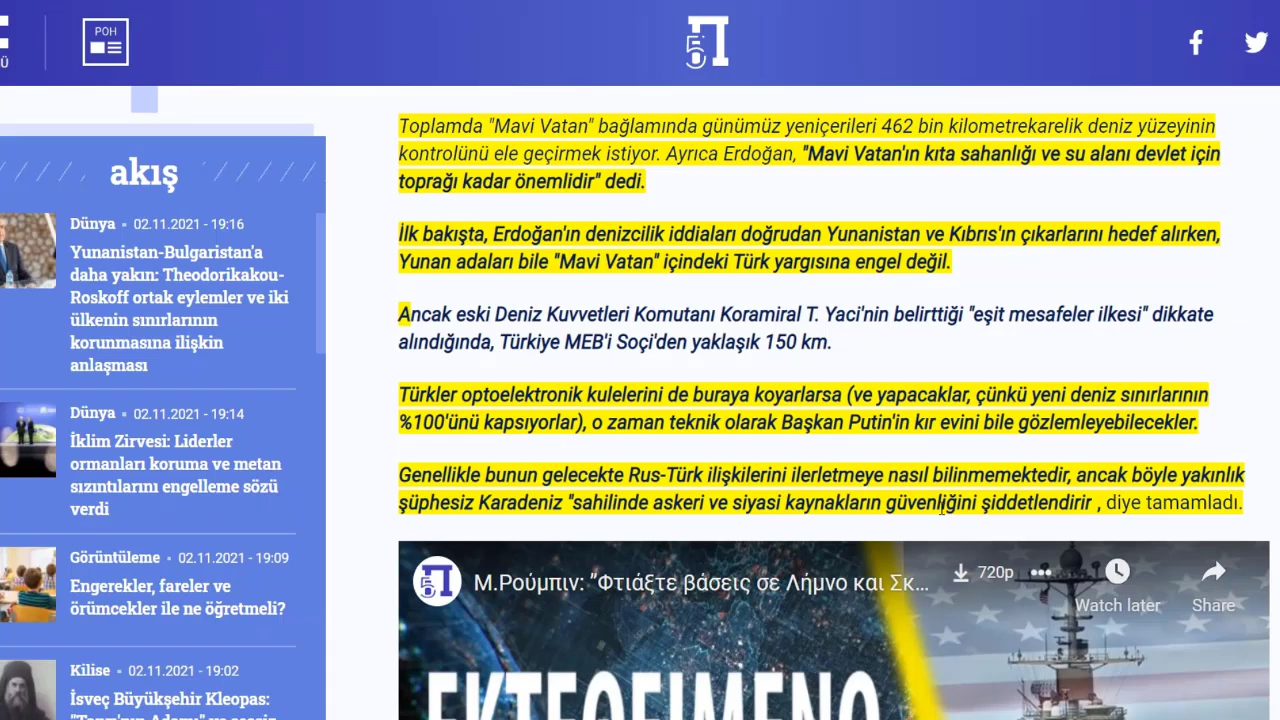 Ü
ΡΟΗ
5Π
akış
Dünya • 02.11.2021 - 19:16
Yunanistan-Bulgaristan'a
daha yakın: Theodorikakou-
Roskoff ortak eylemler ve iki
ülkenin sınırlarının
korunmasına ilişkin
anlaşması
Dünya • 02.11.2021 - 19:14
İklim Zirvesi: Liderler
ormanları koruma ve metan
sızıntılarını engelleme sözü
verdi
Görüntüleme • 02.11.2021 - 19:09
Engerekler, fareler ve
örümcekler ile ne öğretmeli?
Kilise • 02.11.2021 - 19:02
İsveç Büyükşehir Kleopas:
Toplamda "Mavi Vatan" bağlamında günümüz yeniçerileri 462 bin kilometrekarelik deniz yüzeyinin
kontrolünü ele geçirmek istiyor. Ayrıca Erdoğan, "Mavi Vatan'ın kıta sahanlığı ve su alanı devlet için
toprağı kadar önemlidir" dedi.
İlk bakışta, Erdoğan'ın denizcilik iddiaları doğrudan Yunanistan ve Kıbrıs'ın çıkarlarını hedef alırken,
Yunan adaları bile "Mavi Vatan" içindeki Türk yargısına engel değil.
Ancak eski Deniz Kuvvetleri Komutanı Koramiral T. Yaci'nin belirttiği "eşit mesafeler ilkesi" dikkate
alındığında, Türkiye MEB'i Soçi'den yaklaşık 150 km.
Türkler optoelektronik kulelerini de buraya koyarlarsa (ve yapacaklar, çünkü yeni deniz sınırlarının
%100'ünü kapsıyorlar), o zaman teknik olarak Başkan Putin'in kır evini bile gözlemleyebilecekler.
Genellikle bunun gelecekte Rus-Türk ilişkilerini ilerletmeye nasıl bilinmemektedir, ancak böyle yakınlık
şüphesiz Karadeniz "sahilinde askeri ve siyasi kaynakların güvenliğini şiddetlendirir , diye tamamladı.
5Π
Μ.Ρούμπιν: "Φτιάξτε βάσεις σε Λήμνο και Σκ...
720p
Watch later
Share
ΕΚΤΕΘΕΙΜΕΝΟ